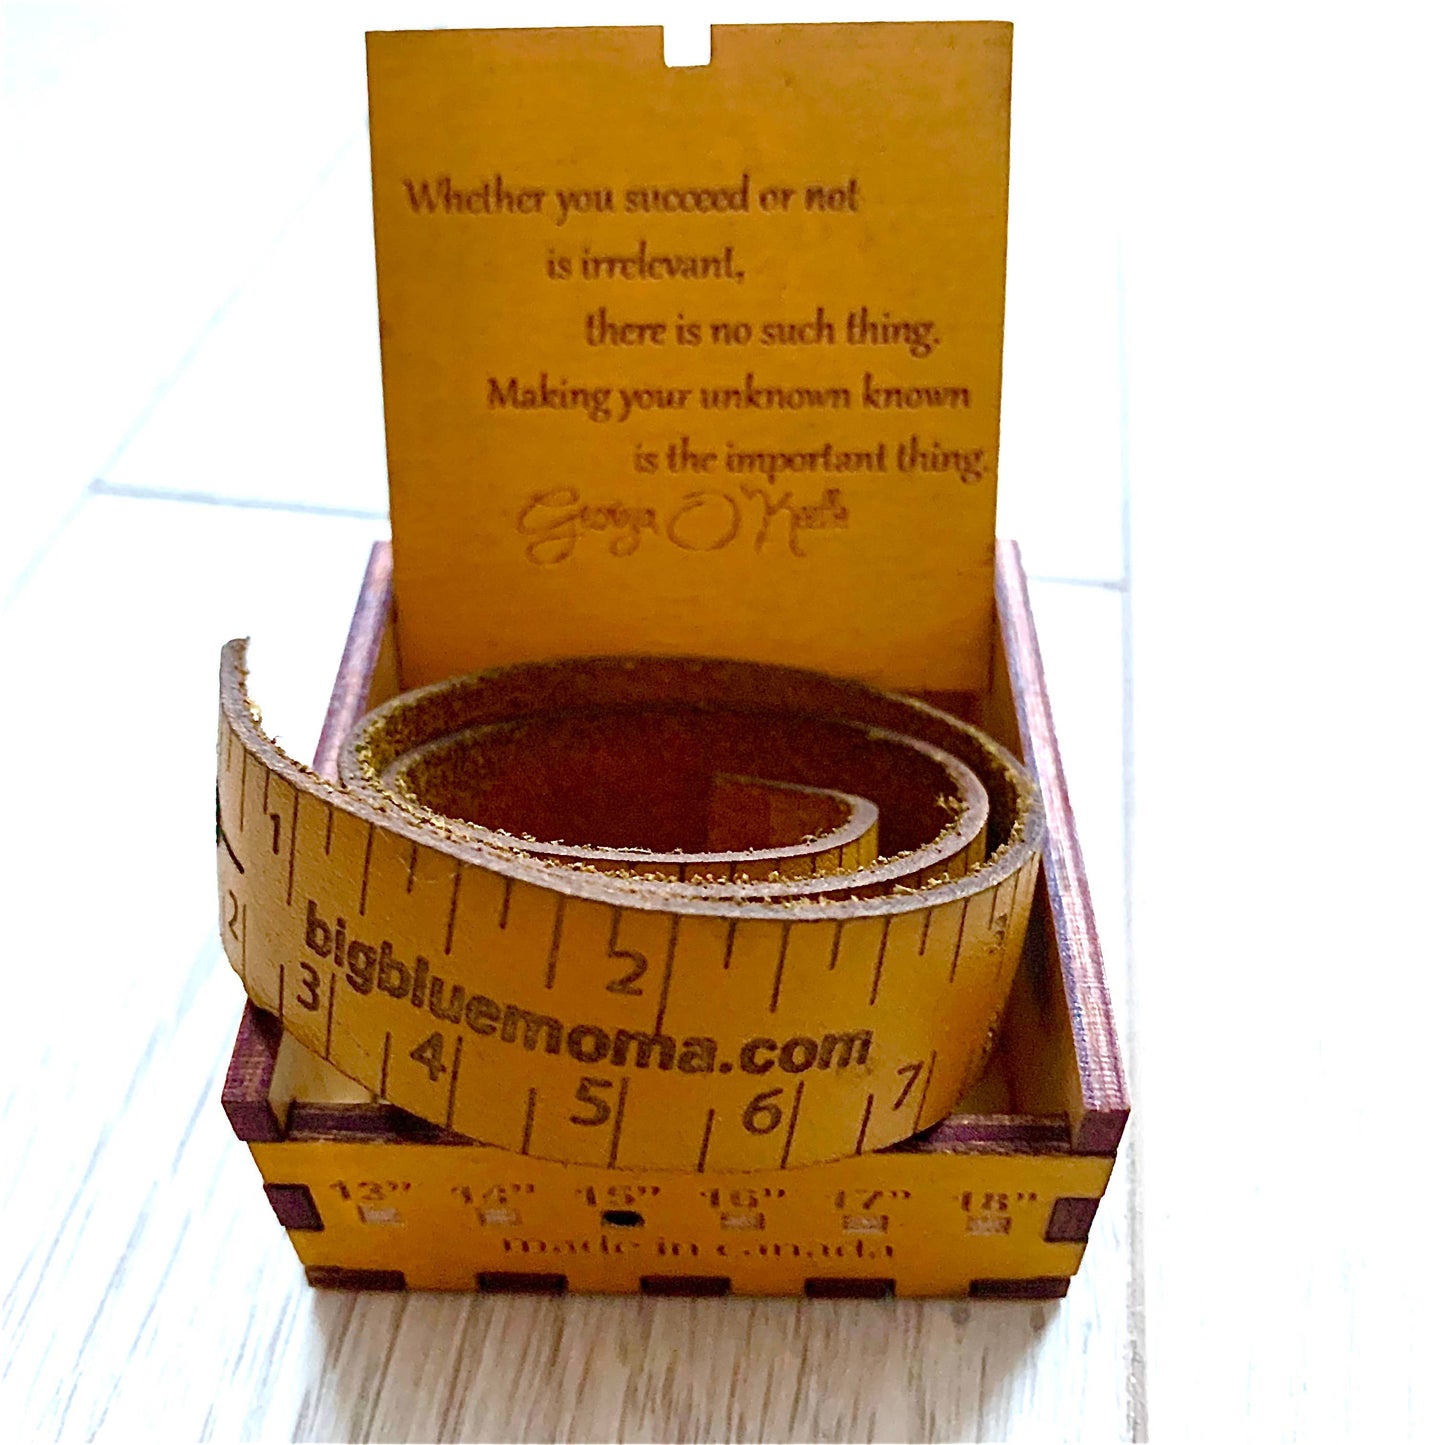 Whether you succeed or not
is irrelevant,
there is no such thing.
Making your unknown known
is the important thing.
Georgia O'Keeffe
1
2
bigbluemoma.com
2 3 4 5 6 7
13" 14" 15" 16" 17" 18"
made in canada